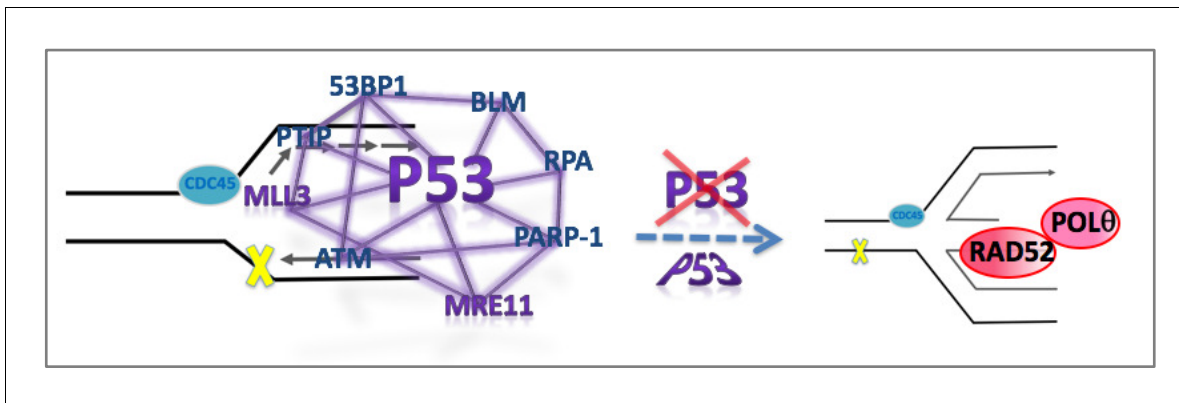 53BP1
BLM
PTIP
RPA
P53
CDC45
MLL3
PARP-1
ATM
MRE11
P53
P53
CDC45
POLθ
RAD52